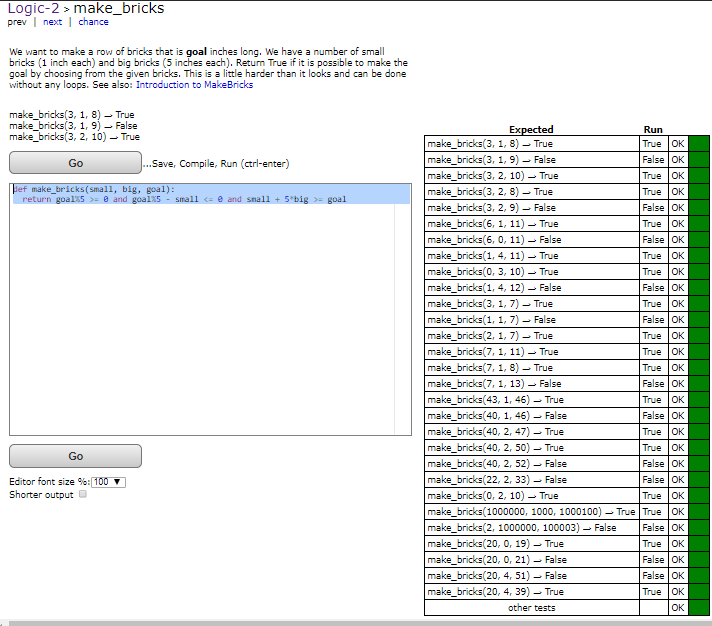 Logic-2 > make_bricks
prev | next | chance
We want to make a row of bricks that is goal inches long. We have a number of small
bricks (1 inch each) and big bricks (5 inches each). Return True if it is possible to make the
goal by choosing from the given bricks. This is a little harder than it looks and can be done
without any loops. See also: Introduction to MakeBricks
make_bricks(3, 1, 8) → True
make_bricks(3, 1, 9) → False
make_bricks(3, 2, 10) → True
Go ...Save, Compile, Run (ctrl-enter)
def make_bricks(small, big, goal):
return goal%5 >= 0 and goal%5 - small <= 0 and small + 5*big >= goal
Go
Editor font size %: 100 ▼
Shorter output
Expected Run
make_bricks(3, 1, 8) → True True OK
make_bricks(3, 1, 9) → False False OK
make_bricks(3, 2, 10) → True True OK
make_bricks(3, 2, 8) → True True OK
make_bricks(3, 2, 9) → False False OK
make_bricks(6, 1, 11) → True True OK
make_bricks(6, 0, 11) → False False OK
make_bricks(1, 4, 11) → True True OK
make_bricks(0, 3, 10) → True True OK
make_bricks(1, 4, 12) → False False OK
make_bricks(3, 1, 7) → True True OK
make_bricks(1, 1, 7) → False False OK
make_bricks(2, 1, 7) → True True OK
make_bricks(7, 1, 11) → True True OK
make_bricks(7, 1, 8) → True True OK
make_bricks(7, 1, 13) → False False OK
make_bricks(43, 1, 46) → True True OK
make_bricks(40, 1, 46) → False False OK
make_bricks(40, 2, 47) → True True OK
make_bricks(40, 2, 50) → True True OK
make_bricks(40, 2, 52) → False False OK
make_bricks(22, 2, 33) → False False OK
make_bricks(0, 2, 10) → True True OK
make_bricks(1000000, 1000, 1000100) → True True OK
make_bricks(2, 1000000, 100003) → False False OK
make_bricks(20, 0, 19) → True True OK
make_bricks(20, 0, 21) → False False OK
make_bricks(20, 4, 51) → False False OK
make_bricks(20, 4, 39) → True True OK
other tests OK